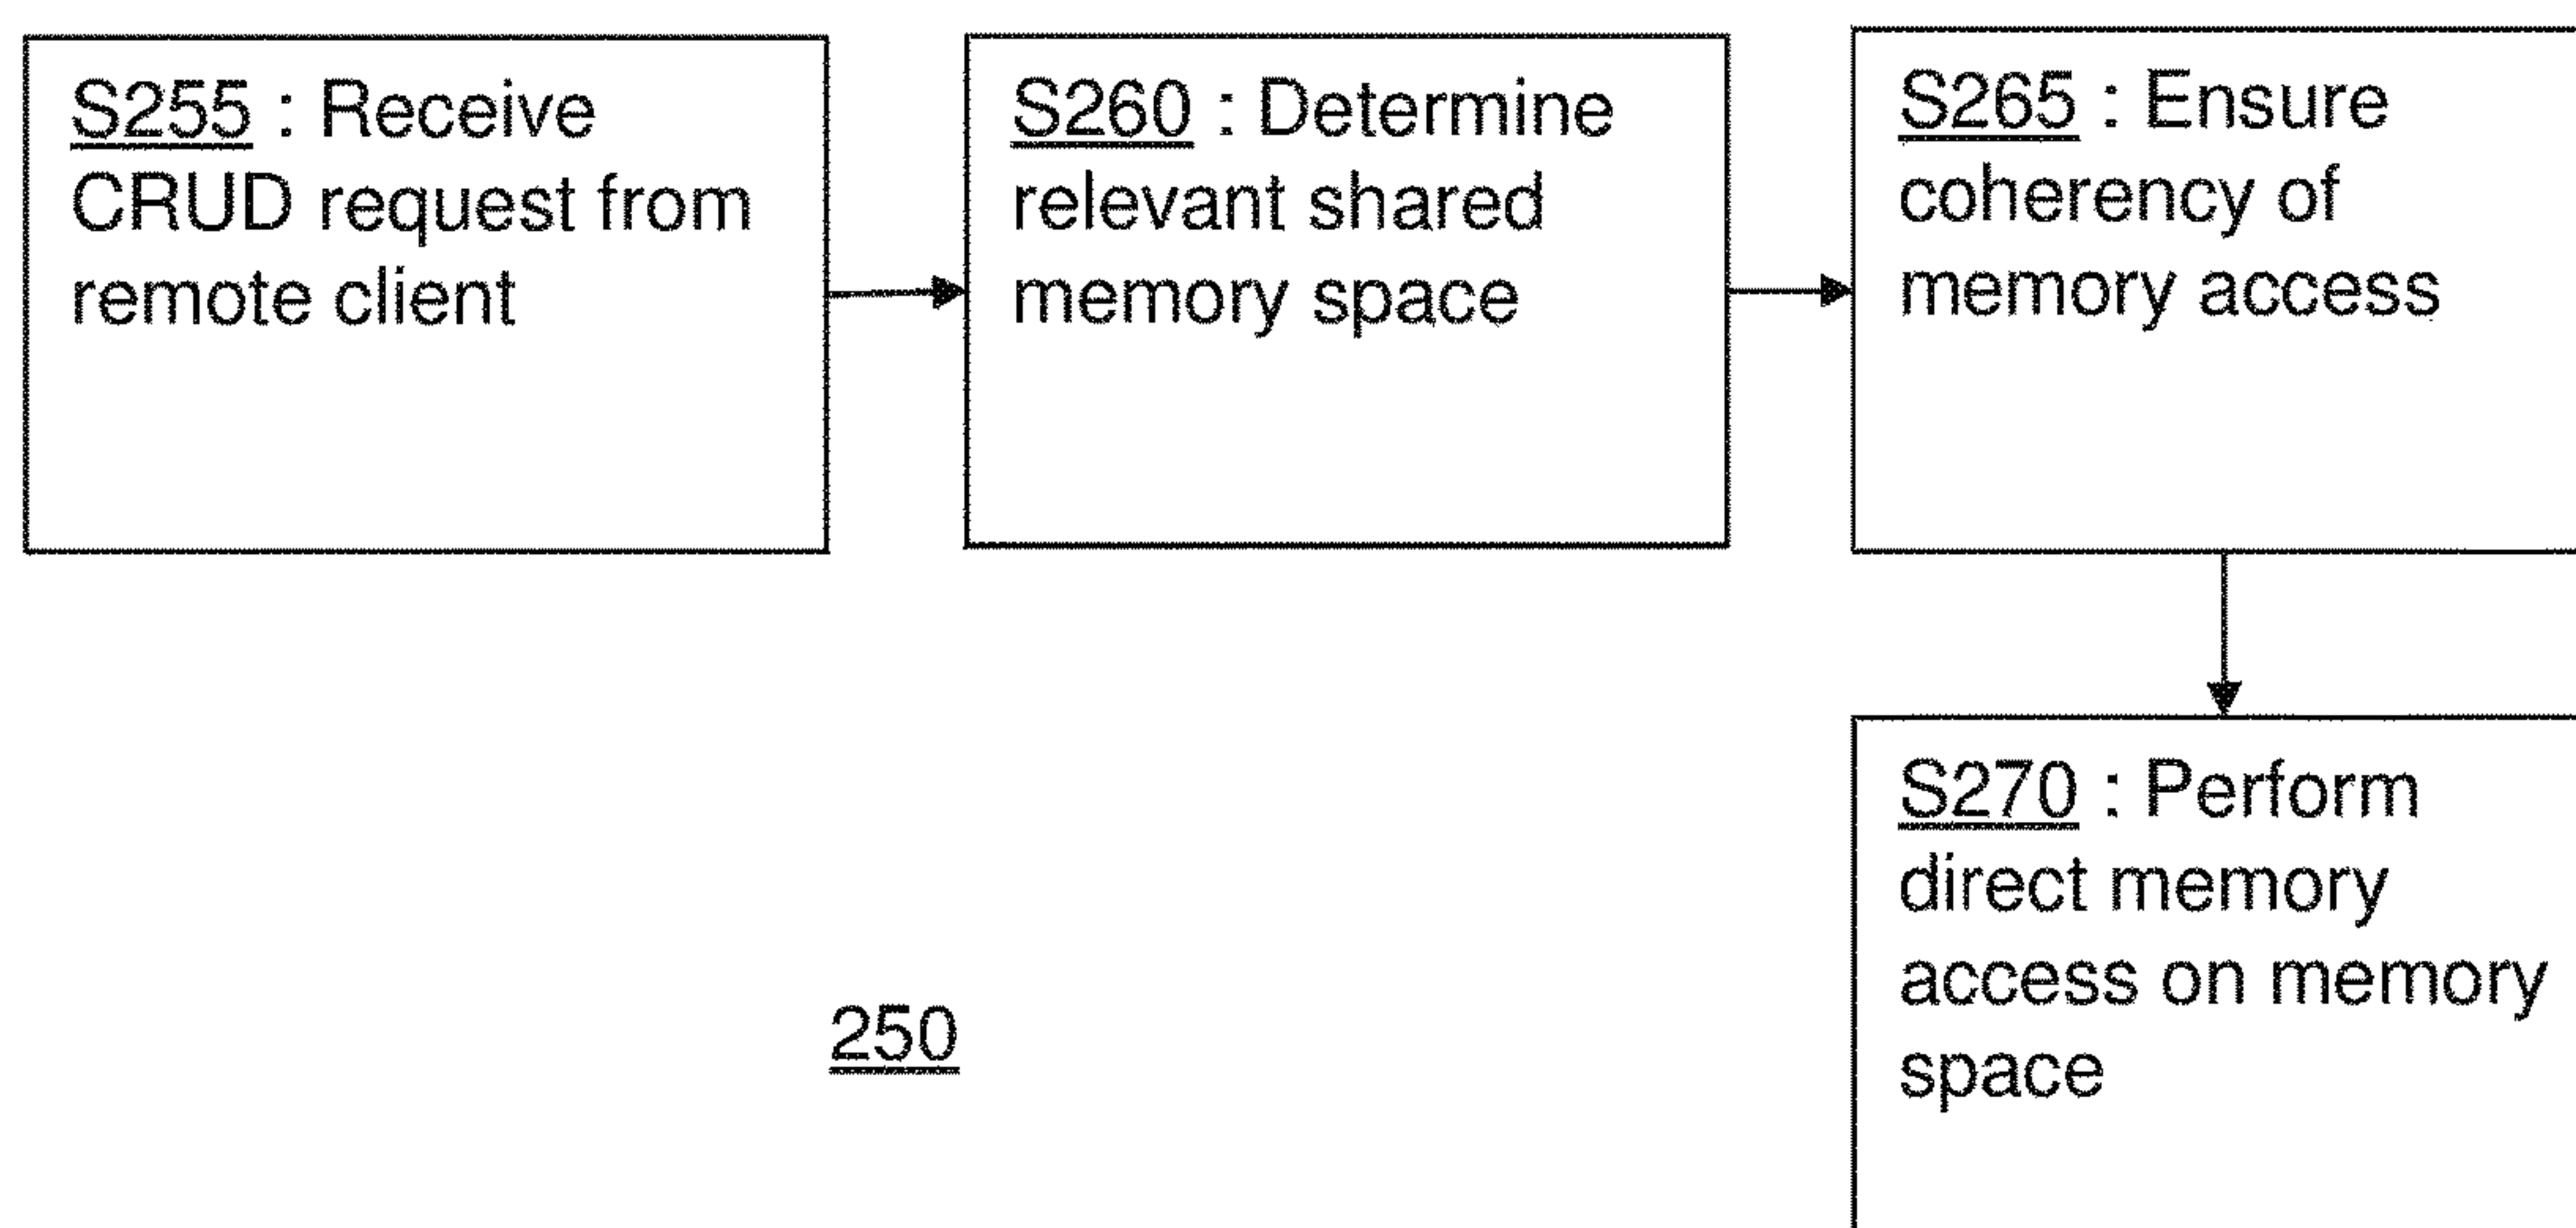 S255 : Receive
CRUD request from
remote client
S260 : Determine
relevant shared
memory space
S265 : Ensure
coherency of
memory access
S270 : Perform
direct memory
access on memory
space
250